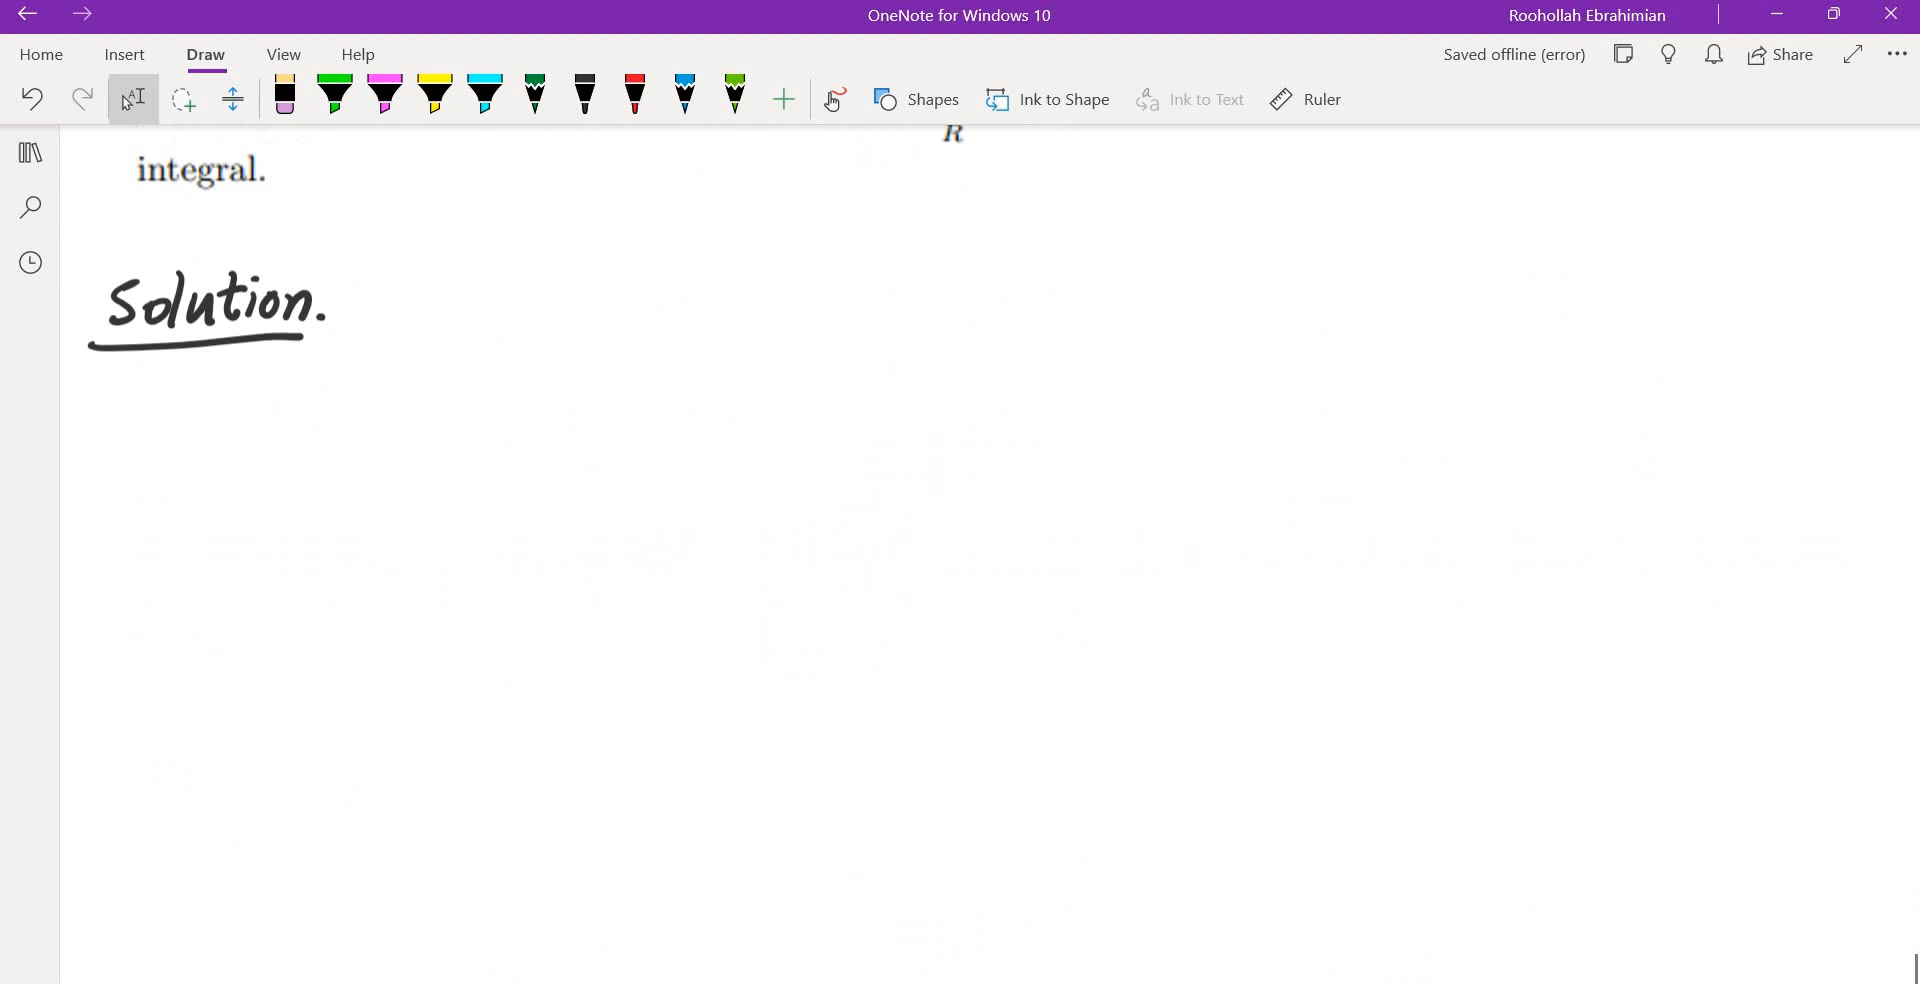 OneNote for Windows 10
Roohollah Ebrahimian
Home Insert Draw View Help
Saved offline (error) Share
Shapes Ink to Shape Ink to Text Ruler
R
integral.
Solution.